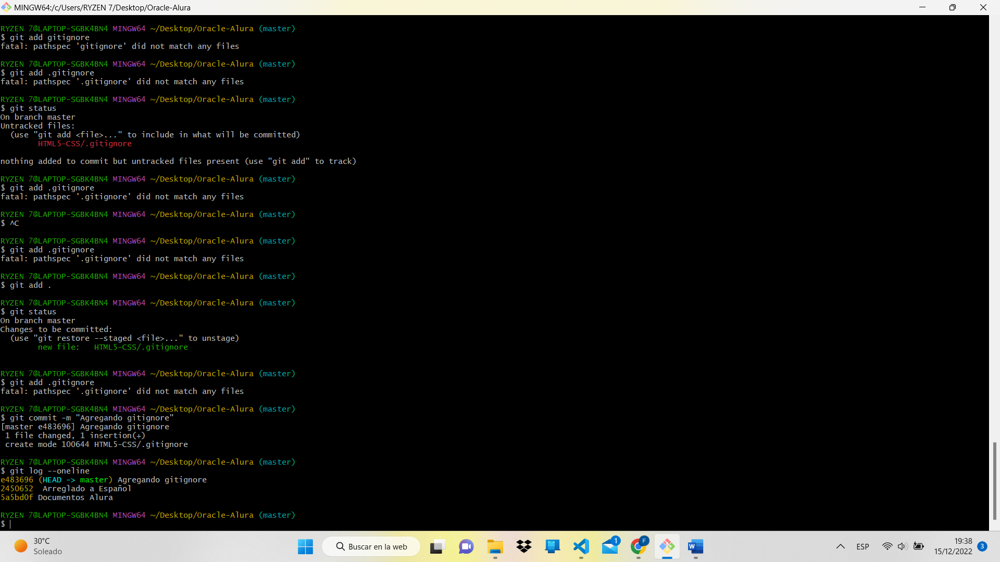 MINGW64:/c/Users/RYZEN 7/Desktop/Oracle-Alura
RYZEN 7@LAPTOP-SGBK4BN4 MINGW64 ~/Desktop/Oracle-Alura (master)
$ git add gitignore
fatal: pathspec 'gitignore' did not match any files
RYZEN 7@LAPTOP-SGBK4BN4 MINGW64 ~/Desktop/Oracle-Alura (master)
$ git add .gitignore
fatal: pathspec '.gitignore' did not match any files
RYZEN 7@LAPTOP-SGBK4BN4 MINGW64 ~/Desktop/Oracle-Alura (master)
$ git status
On branch master
Untracked files:
  (use "git add <file>..." to include in what will be committed)
        HTML5-CSS/.gitignore
nothing added to commit but untracked files present (use "git add" to track)
RYZEN 7@LAPTOP-SGBK4BN4 MINGW64 ~/Desktop/Oracle-Alura (master)
$ git add .gitignore
fatal: pathspec '.gitignore' did not match any files
RYZEN 7@LAPTOP-SGBK4BN4 MINGW64 ~/Desktop/Oracle-Alura (master)
$ ^C
RYZEN 7@LAPTOP-SGBK4BN4 MINGW64 ~/Desktop/Oracle-Alura (master)
$ git add .gitignore
fatal: pathspec '.gitignore' did not match any files
RYZEN 7@LAPTOP-SGBK4BN4 MINGW64 ~/Desktop/Oracle-Alura (master)
$ git add .
RYZEN 7@LAPTOP-SGBK4BN4 MINGW64 ~/Desktop/Oracle-Alura (master)
$ git status
On branch master
Changes to be committed:
  (use "git restore --staged <file>..." to unstage)
        new file:   HTML5-CSS/.gitignore
RYZEN 7@LAPTOP-SGBK4BN4 MINGW64 ~/Desktop/Oracle-Alura (master)
$ git add .gitignore
fatal: pathspec '.gitignore' did not match any files
RYZEN 7@LAPTOP-SGBK4BN4 MINGW64 ~/Desktop/Oracle-Alura (master)
$ git commit -m "Agregando gitignore"
[master e483696] Agregando gitignore
 1 file changed, 1 insertion(+)
 create mode 100644 HTML5-CSS/.gitignore
RYZEN 7@LAPTOP-SGBK4BN4 MINGW64 ~/Desktop/Oracle-Alura (master)
$ git log --oneline
e483696 (HEAD -> master) Agregando gitignore
2450652  Arreglado a Español
5a5bd0f Documentos Alura
RYZEN 7@LAPTOP-SGBK4BN4 MINGW64 ~/Desktop/Oracle-Alura (master)
$
30°C
Soleado
Buscar en la web
1
F
W
ESP
19:38
15/12/2022
3